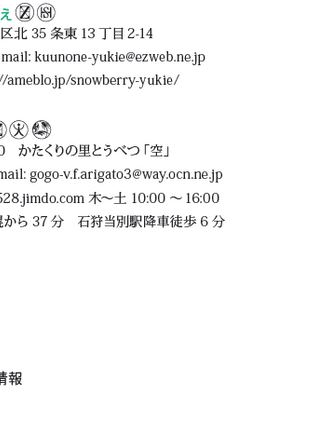 え
区北 35 条東 13 丁目 2-14
mail: kuunone-yukie@ezweb.ne.jp
//ameblo.jp/snowberry-yukie/
0 かたくりの里とうべつ「空」
mail: gogo-v.f.arigato3@way.ocn.ne.jp
528.jimdo.com 木〜土 10:00 〜 16:00
から 37 分 石狩当別駅降車徒歩 6 分
情報